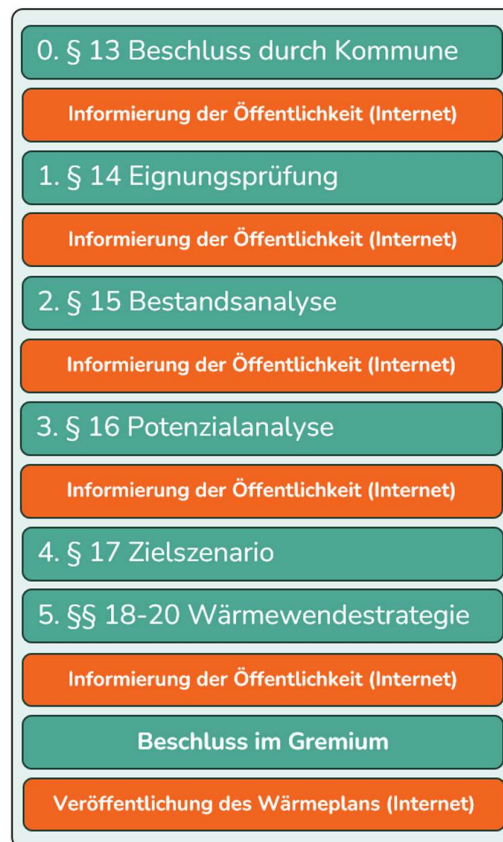 0. § 13 Beschluss durch Kommune
Informierung der Öffentlichkeit (Internet)
1. § 14 Eignungsprüfung
Informierung der Öffentlichkeit (Internet)
2. § 15 Bestandsanalyse
Informierung der Öffentlichkeit (Internet)
3. § 16 Potenzialanalyse
Informierung der Öffentlichkeit (Internet)
4. § 17 Zielszenario
5. §§ 18-20 Wärmewendestrategie
Informierung der Öffentlichkeit (Internet)
Beschluss im Gremium
Veröffentlichung des Wärmeplans (Internet)